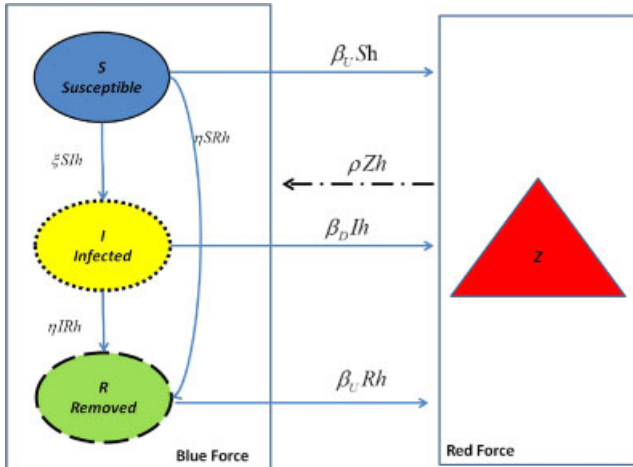 S
Susceptible
β_U Sh
ηSRh
ξSIh
ρZh
I
Infected
β_D Ih
Z
ηIRh
R
Removed
β_U Rh
Blue Force
Red Force